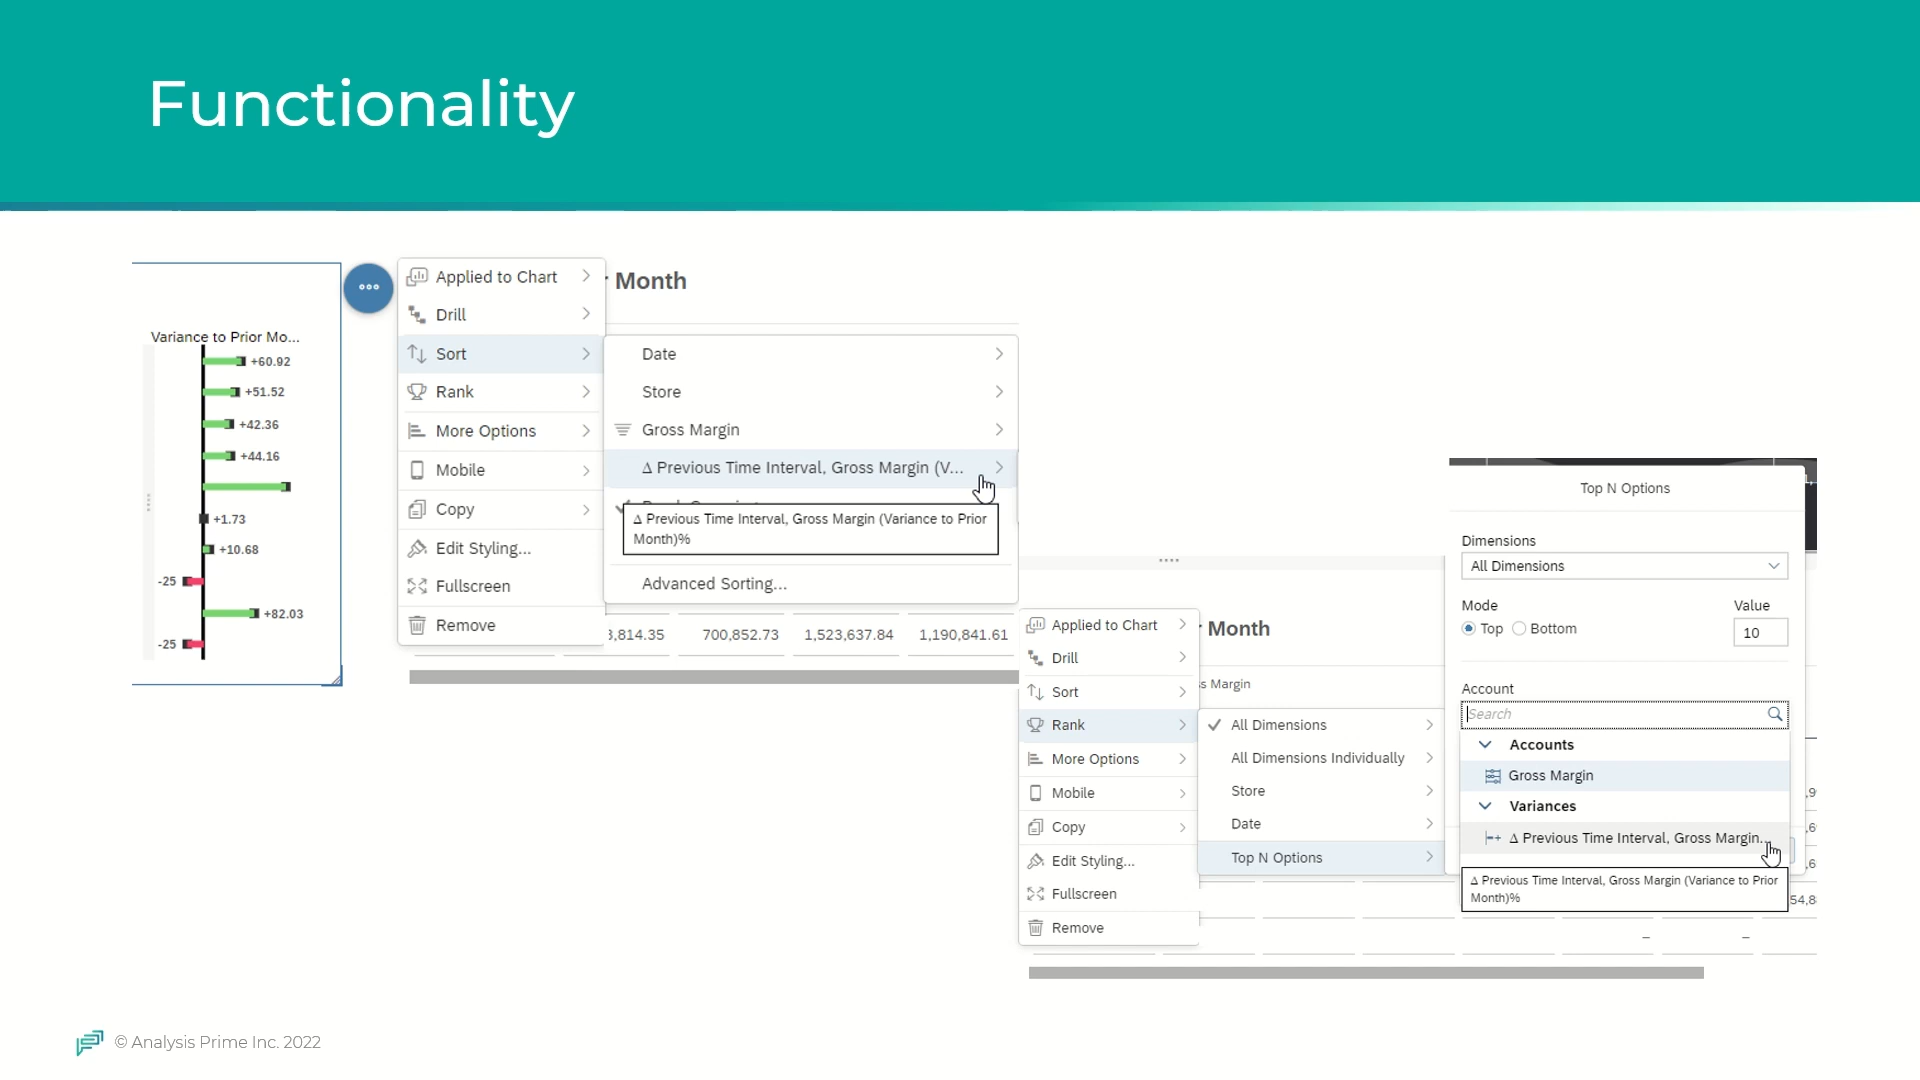 Functionality
Variance to Prior Mo...
+60.92
+51.52
+42.36
+44.16
+1.73
+10.68
-25
+82.03
-25
Applied to Chart
Drill
Sort
Rank
More Options
Mobile
Copy
Edit Styling...
Fullscreen
Remove
Month
Date
Store
Gross Margin
Δ Previous Time Interval, Gross Margin (V...
Δ Previous Time Interval, Gross Margin (Variance to Prior
Month)%
Advanced Sorting...
3,814.35 700,852.73 1,523,637.84 1,190,841.61
Applied to Chart
Drill
Sort
Rank
More Options
Mobile
Copy
Edit Styling...
Fullscreen
Remove
Month
ss Margin
All Dimensions
All Dimensions Individually
Store
Date
Top N Options
Top N Options
Dimensions
All Dimensions
Mode Value
Top Bottom 10
Account
Search
Accounts
Gross Margin
Variances
Δ Previous Time Interval, Gross Margin...
Δ Previous Time Interval, Gross Margin (Variance to Prior
Month)%
54,8
© Analysis Prime Inc. 2022